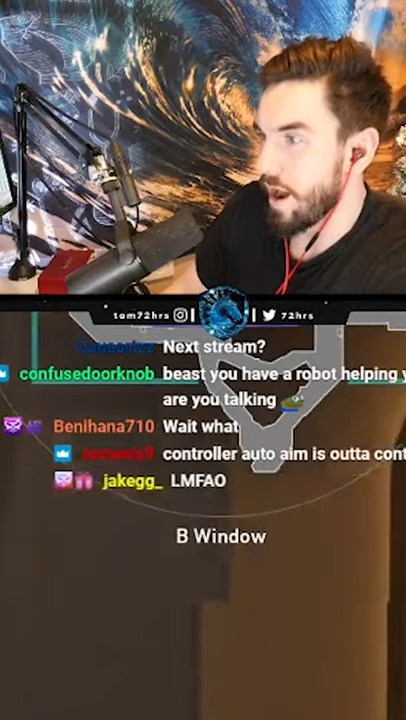 tom72hrs
72hrs
Next stream?
confusedoorknob beast you have a robot helping y
are you talking
Benihana710 Wait what
controller auto aim is outta cont
jakegg_ LMFAO
B Window